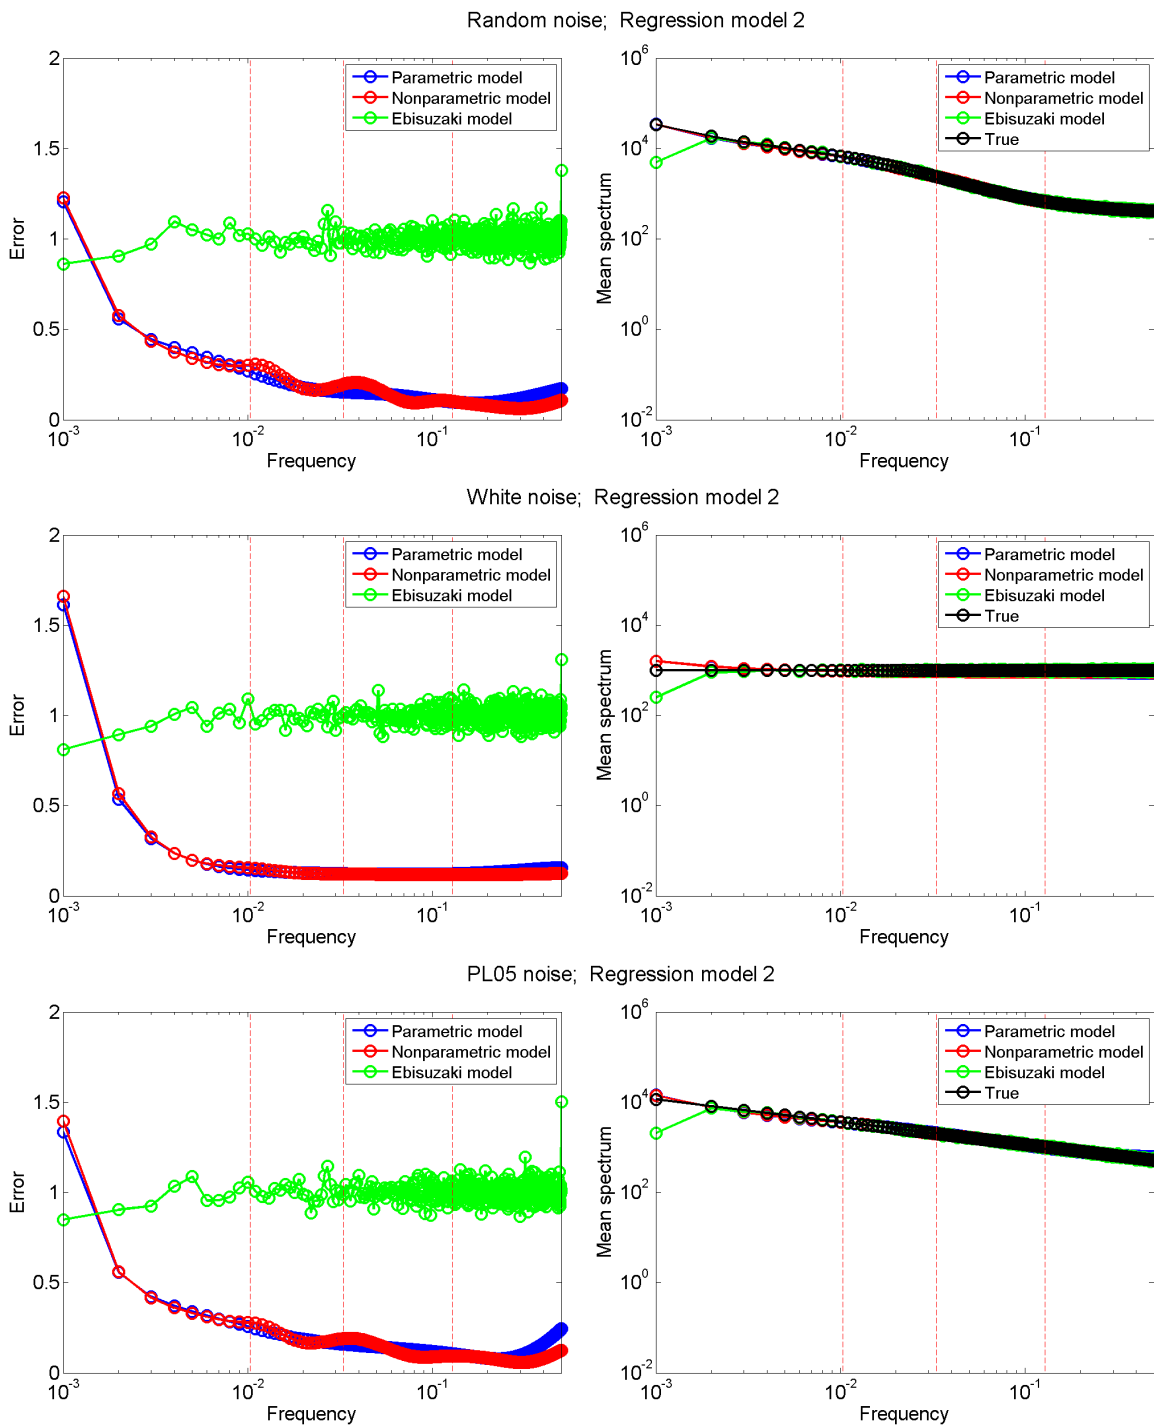 Random noise;  Regression model 2
2
1.5
1
0.5
0
Error
10^-3
10^-2
10^-1
Frequency
Parametric model
Nonparametric model
Ebisuzaki model
10^6
10^4
10^2
10^0
10^-2
Mean spectrum
10^-3
10^-2
10^-1
Frequency
Parametric model
Nonparametric model
Ebisuzaki model
True
White noise;  Regression model 2
2
1.5
1
0.5
0
Error
10^-3
10^-2
10^-1
Frequency
Parametric model
Nonparametric model
Ebisuzaki model
10^6
10^4
10^2
10^0
10^-2
Mean spectrum
10^-3
10^-2
10^-1
Frequency
Parametric model
Nonparametric model
Ebisuzaki model
True
PL05 noise;  Regression model 2
2
1.5
1
0.5
0
Error
10^-3
10^-2
10^-1
Frequency
Parametric model
Nonparametric model
Ebisuzaki model
10^6
10^4
10^2
10^0
10^-2
Mean spectrum
10^-3
10^-2
10^-1
Frequency
Parametric model
Nonparametric model
Ebisuzaki model
True